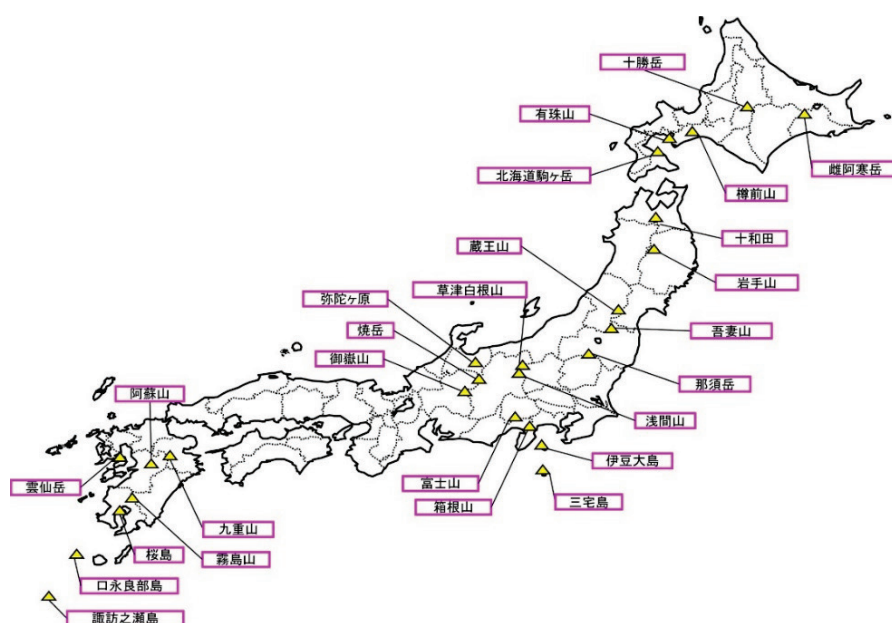 十勝岳
有珠山
北海道駒ヶ岳
雌阿寒岳
樽前山
十和田
蔵王山
岩手山
草津白根山
弥陀ヶ原
焼岳
吾妻山
御嶽山
那須岳
阿蘇山
浅間山
伊豆大島
富士山
雲仙岳
箱根山
三宅島
九重山
桜島
霧島山
口永良部島
諏訪之瀬島